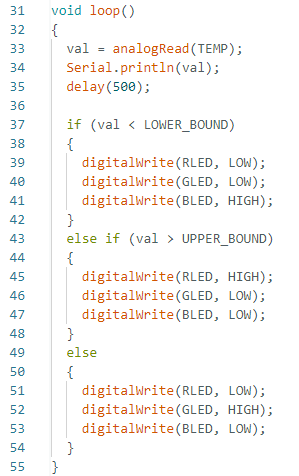 31 void loop()
32 {
33   val = analogRead(TEMP);
34   Serial.println(val);
35   delay(500);
36
37   if (val < LOWER_BOUND)
38   {
39     digitalWrite(RLED, LOW);
40     digitalWrite(GLED, LOW);
41     digitalWrite(BLED, HIGH);
42   }
43   else if (val > UPPER_BOUND)
44   {
45     digitalWrite(RLED, HIGH);
46     digitalWrite(GLED, LOW);
47     digitalWrite(BLED, LOW);
48   }
49   else
50   {
51     digitalWrite(RLED, LOW);
52     digitalWrite(GLED, HIGH);
53     digitalWrite(BLED, LOW);
54   }
55 }